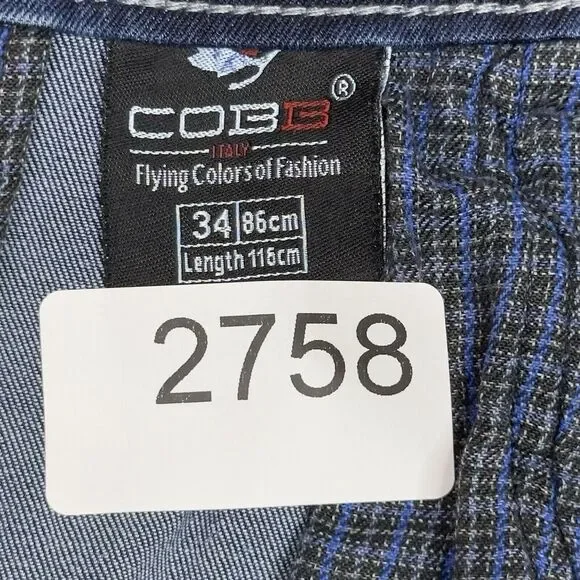 COBB®
ITALY
Flying Colors of Fashion
34 86cm
Length 116cm
2758